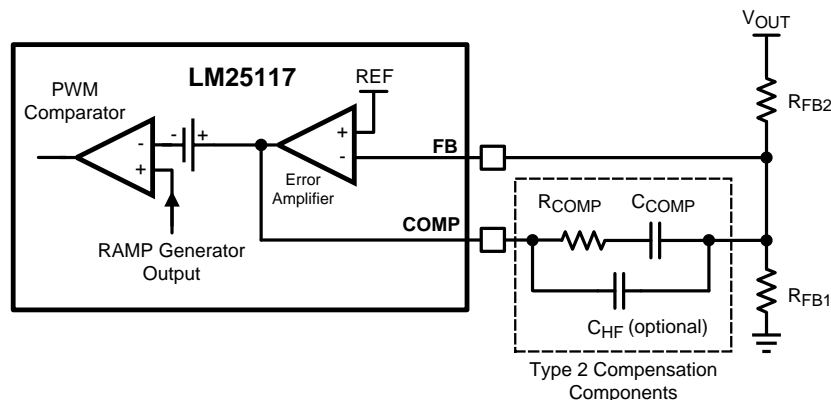 LM25117
PWM
Comparator
REF
- +
-
+
+
-
Error
Amplifier
RAMP Generator
Output
FB
COMP
VOUT
RFB2
RCOMP
CCOMP
CHF (optional)
RFB1
Type 2 Compensation
Components